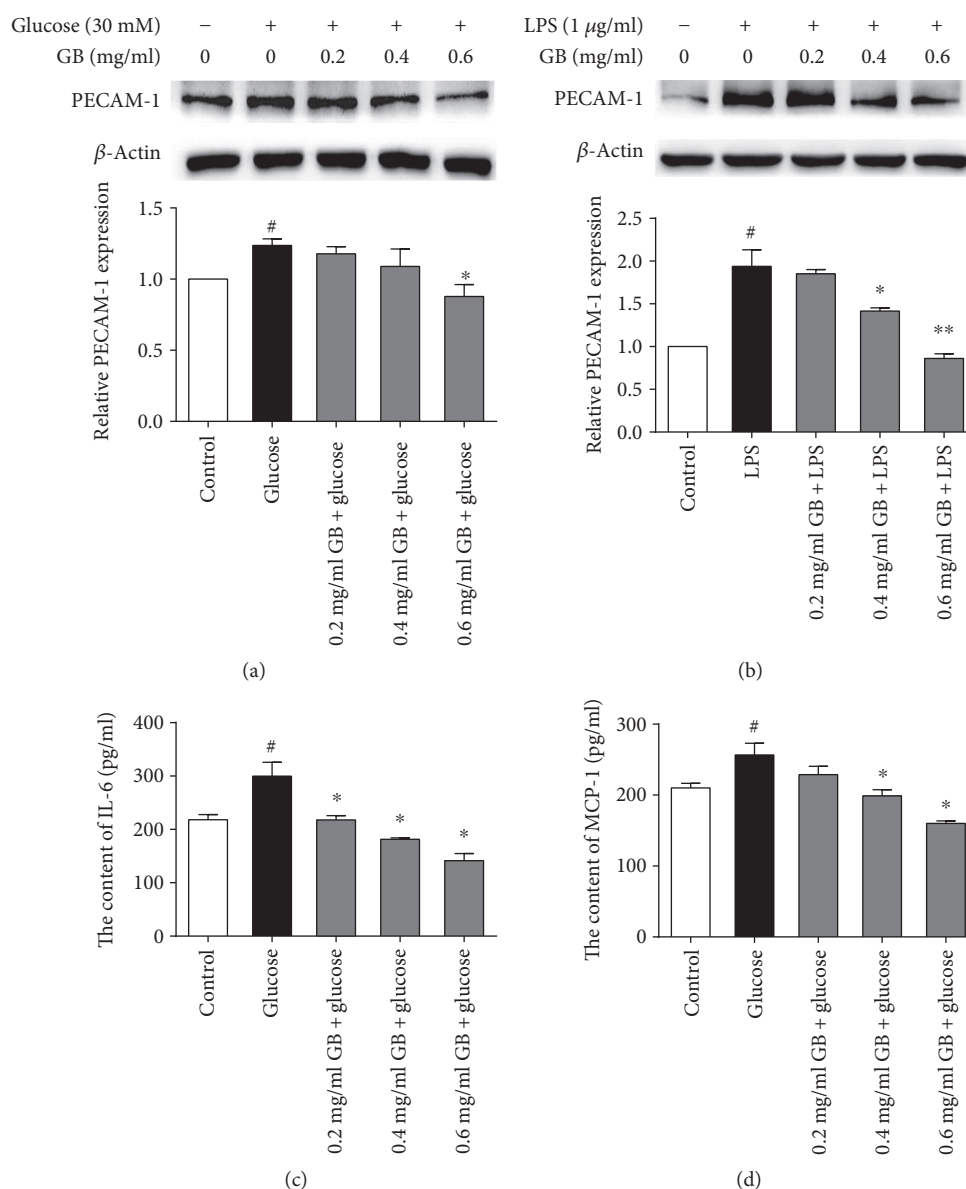 Glucose (30 mM) − + + + +
GB (mg/ml) 0 0 0.2 0.4 0.6
PECAM-1
β-Actin
Relative PECAM-1 expression
1.5
1.0
0.5
0.0
#
*
Control
Glucose
0.2 mg/ml GB + glucose
0.4 mg/ml GB + glucose
0.6 mg/ml GB + glucose
(a)
LPS (1 μg/ml) − + + + +
GB (mg/ml) 0 0 0.2 0.4 0.6
PECAM-1
β-Actin
Relative PECAM-1 expression
2.5
2.0
1.5
1.0
0.5
0.0
#
*
**
Control
LPS
0.2 mg/ml GB + LPS
0.4 mg/ml GB + LPS
0.6 mg/ml GB + LPS
(b)
The content of IL-6 (pg/ml)
400
300
200
100
0
#
*
*
*
Control
Glucose
0.2 mg/ml GB + glucose
0.4 mg/ml GB + glucose
0.6 mg/ml GB + glucose
(c)
The content of MCP-1 (pg/ml)
300
200
100
0
#
*
*
Control
Glucose
0.2 mg/ml GB + glucose
0.4 mg/ml GB + glucose
0.6 mg/ml GB + glucose
(d)